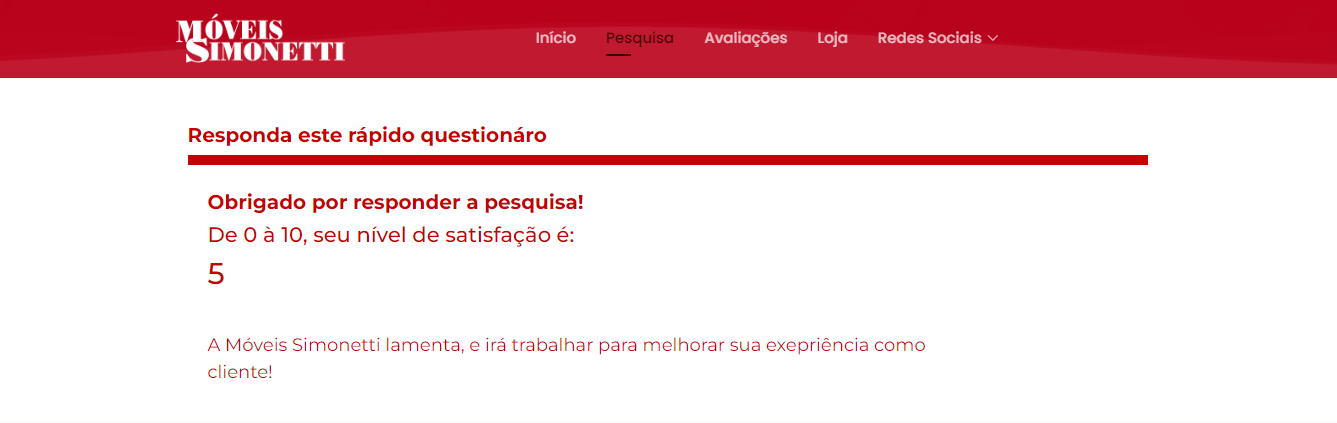 MÓVEIS
SIMONETTI
Início Pesquisa Avaliações Loja Redes Sociais
Responda este rápido questionáro
Obrigado por responder a pesquisa!
De 0 à 10, seu nível de satisfação é:
5
A Móveis Simonetti lamenta, e irá trabalhar para melhorar sua exepriência como
cliente!